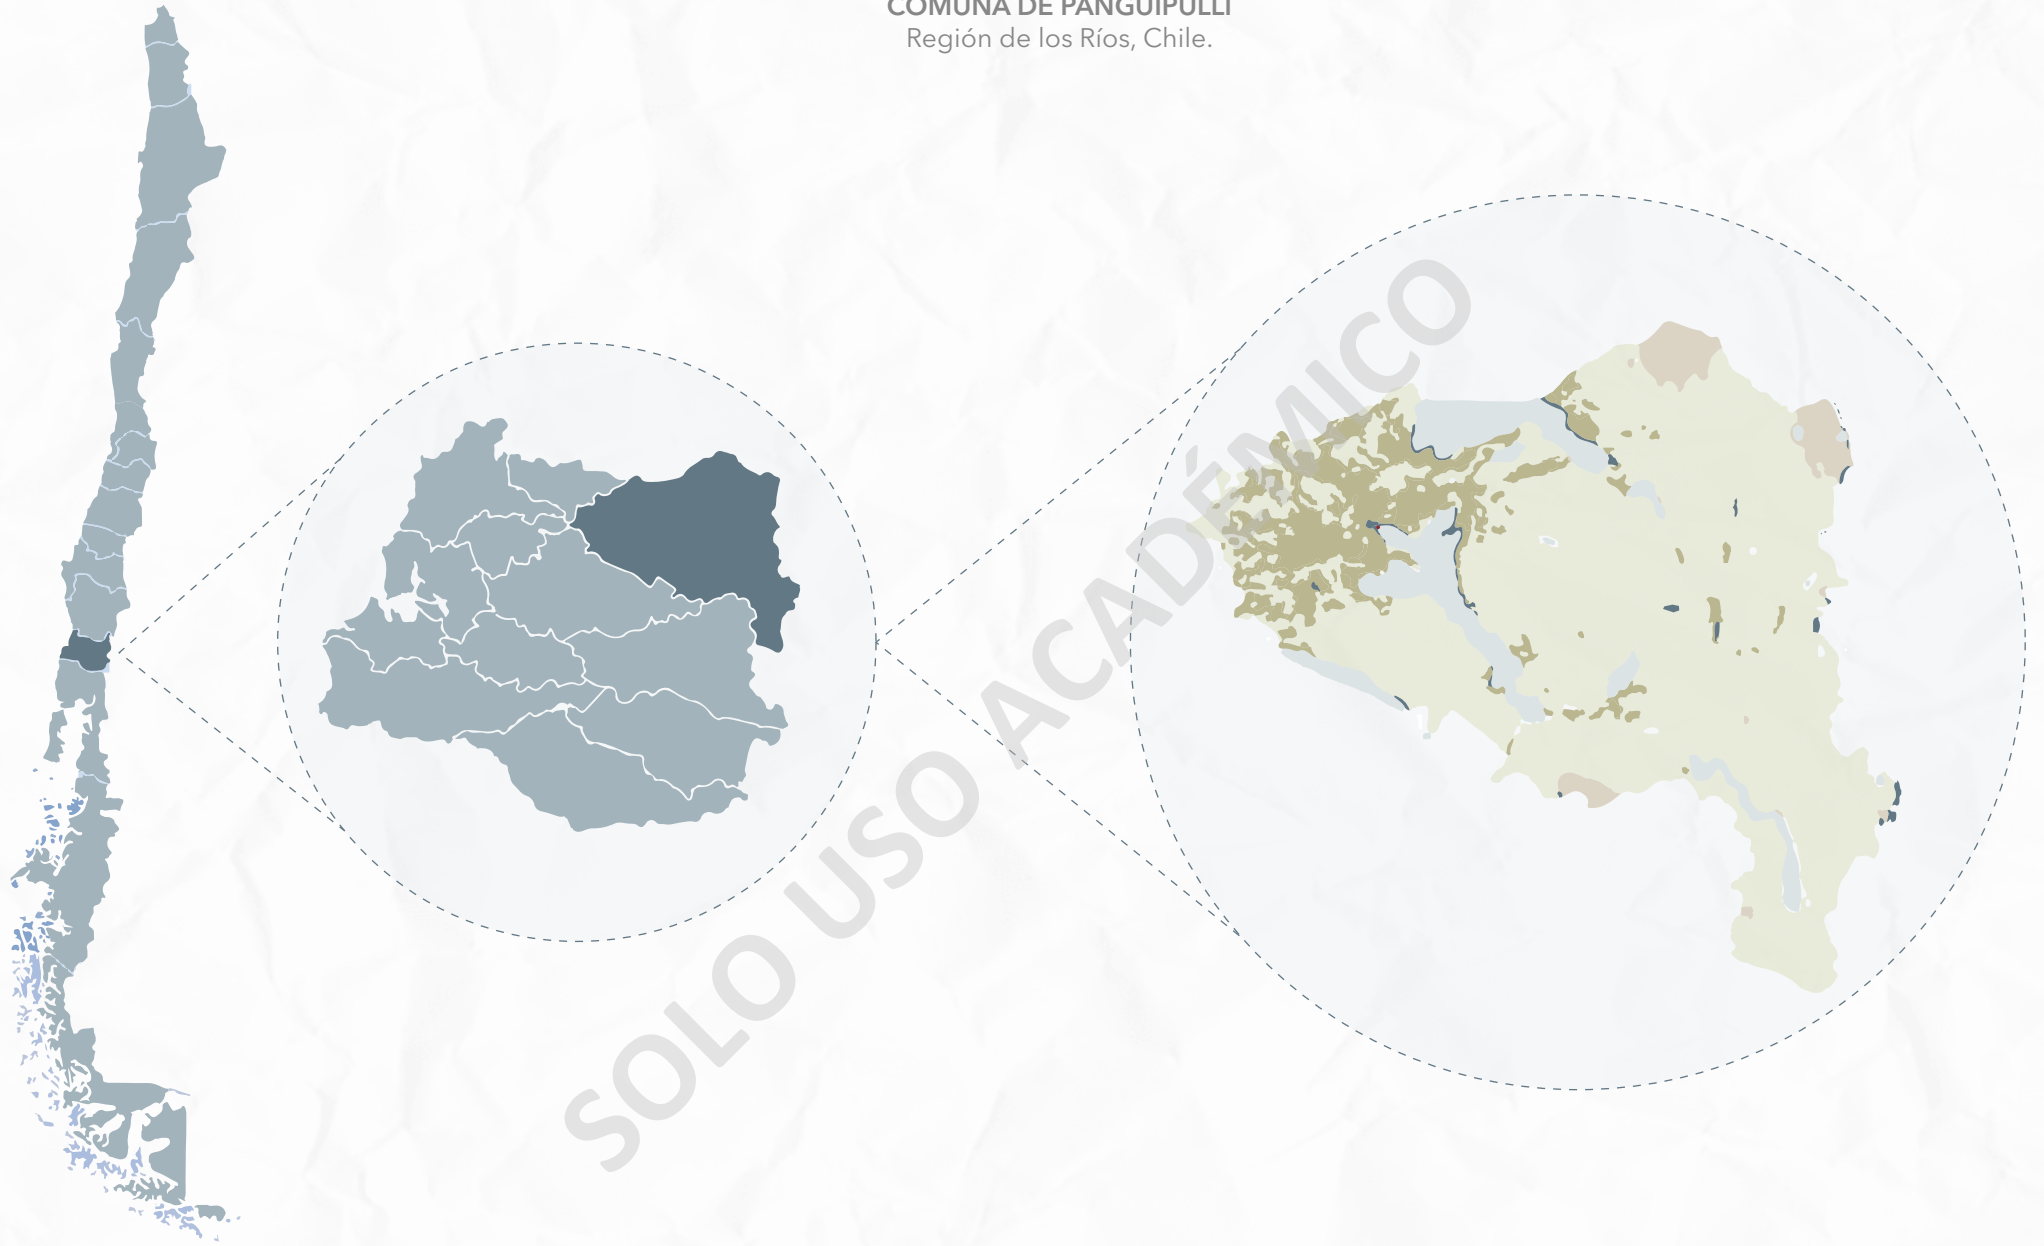 COMUNA DE PANGUIPULLI
Región de los Ríos, Chile.
SOLO USO ACADÉMICO